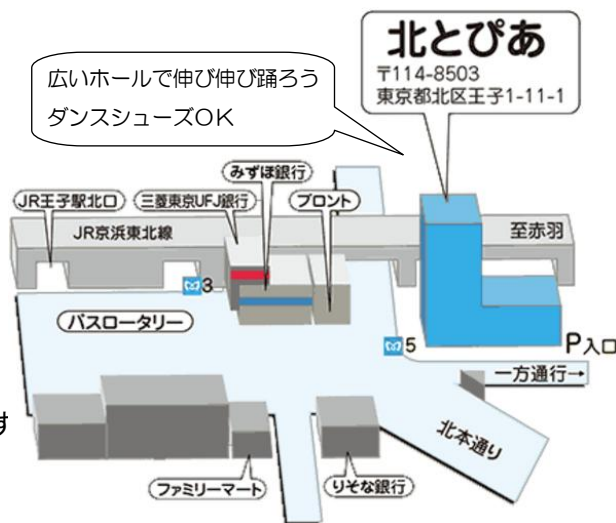 北とぴあ
〒114-8503
東京都北区王子1-11-1
広いホールで伸び伸び踊ろう
ダンスシューズOK
みずほ銀行
JR王子駅北口
三菱東京UFJ銀行
プロント
JR京浜東北線
至赤羽
3
バスロータリー
5
P入口
一方通行→
す
北本通り
ファミリーマート
りそな銀行